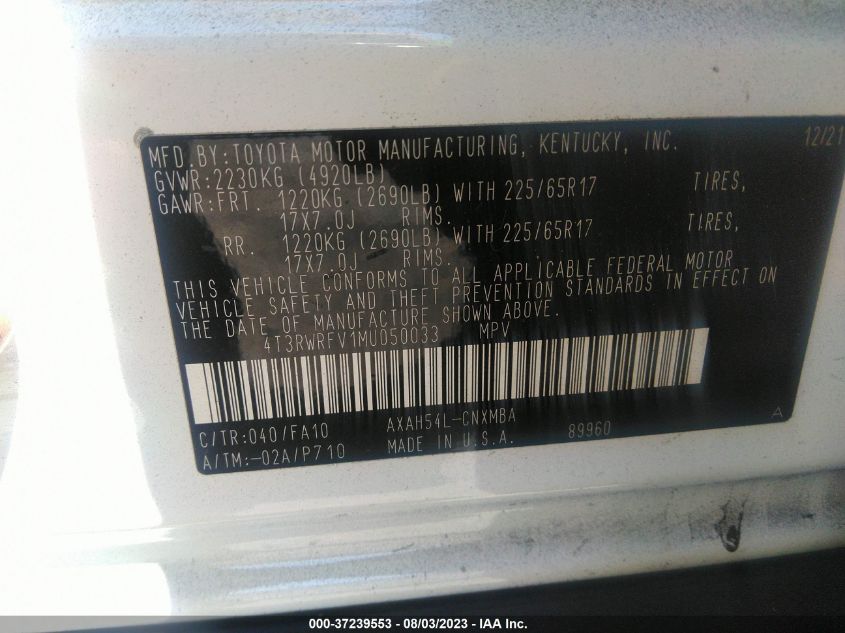 MFD.BY:TOYOTA MOTOR MANUFACTURING, KENTUCKY, INC. 12/21
GVWR:2230KG (4920LB)
GAWR:FRT. 1220KG (2690LB) WITH 225/65R17 TIRES,
17X7.0J RIMS.
RR. 1220KG (2690LB) WITH 225/65R17 TIRES,
17X7.0J RIMS.
THIS VEHICLE CONFORMS TO ALL APPLICABLE FEDERAL MOTOR
VEHICLE SAFETY AND THEFT PREVENTION STANDARDS IN EFFECT ON
THE DATE OF MANUFACTURE SHOWN ABOVE.
4T3RWRFV1MU050033 MPV
C/TR:040/FA10 AXAH54L-CNXMBA A
A/TM:-02A/P710 MADE IN U.S.A. 89960
000-37239553 - 08/03/2023 - IAA Inc.